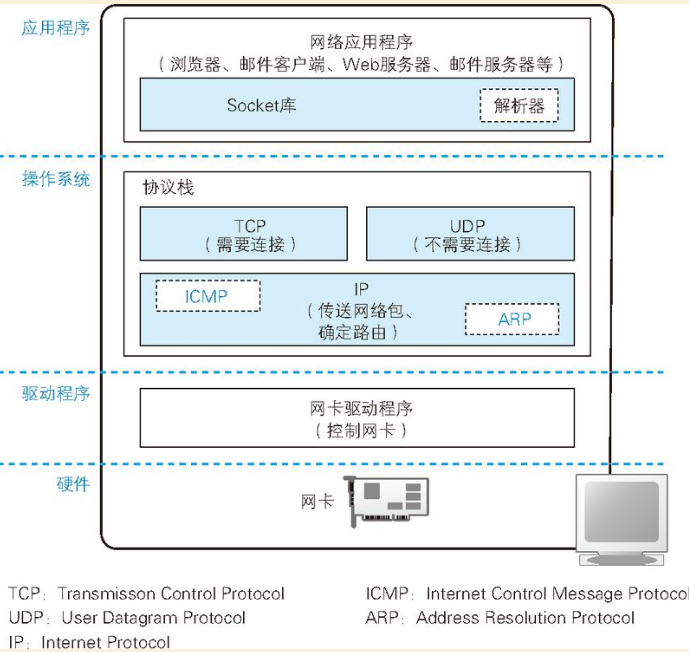 应用程序
网络应用程序
（浏览器、邮件客户端、Web服务器、邮件服务器等）
Socket库
解析器
操作系统
协议栈
TCP
（需要连接）
UDP
（不需要连接）
ICMP
IP
（传送网络包、
确定路由）
ARP
驱动程序
网卡驱动程序
（控制网卡）
硬件
网卡
TCP：Transmisson Control Protocol
ICMP：Internet Control Message Protocol
UDP：User Datagram Protocol
ARP：Address Resolution Protocol
IP：Internet Protocol